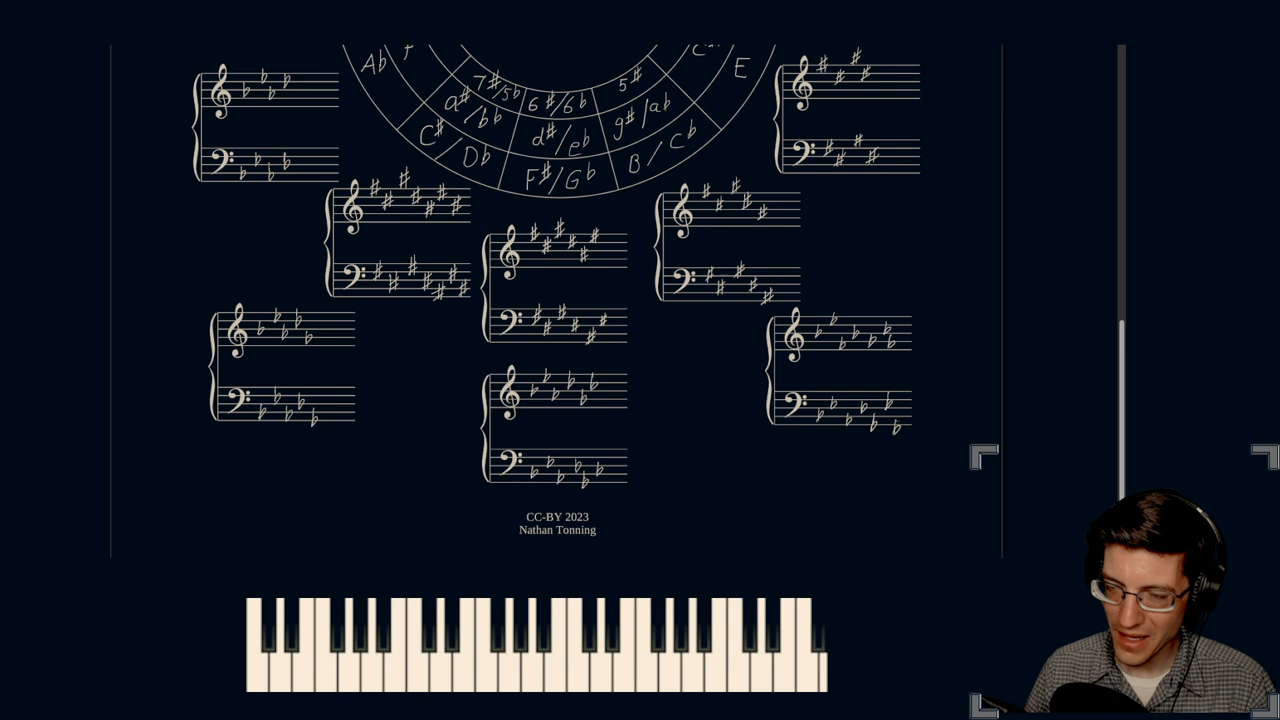 Ab
E
7#/5b
6#/6b
5#
a#/bb
d#/eb
g#/ab
C#/Db
F#/Gb
B/Cb
CC-BY 2023
Nathan Tonning